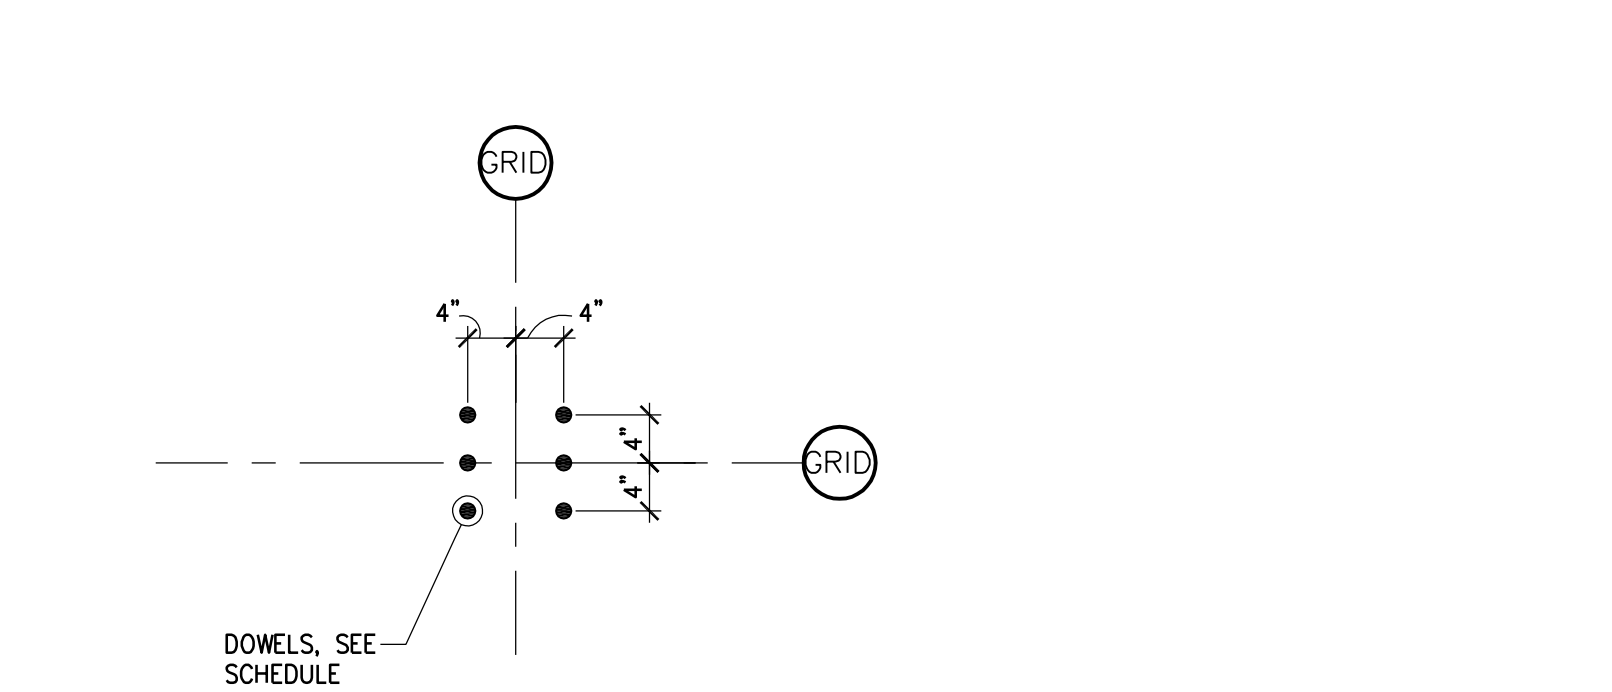 GRID
4" 4"
4"
GRID
4"
DOWELS, SEE
SCHEDULE